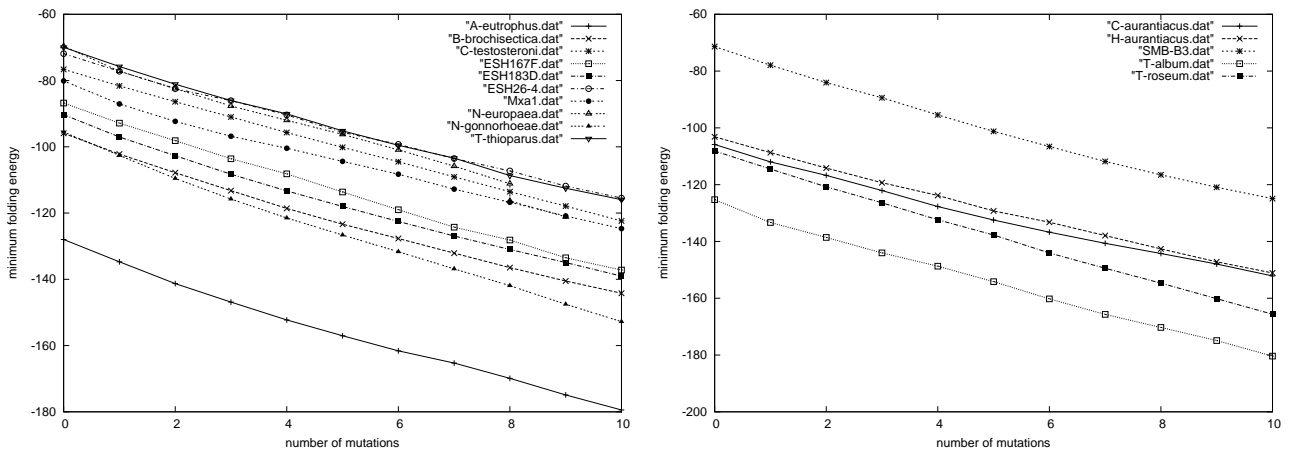 -60
-80
-100
-120
-140
-160
-180
0
2
4
6
8
10
minimum folding energy
number of mutations
"A-eutrophus.dat"
"B-brochisectica.dat"
"C-testosteroni.dat"
"ESH167F.dat"
"ESH183D.dat"
"ESH26-4.dat"
"Mxa1.dat"
"N-europaea.dat"
"N-gonnorhoeae.dat"
"T-thioparus.dat"
-60
-80
-100
-120
-140
-160
-180
-200
0
2
4
6
8
10
minimum folding energy
number of mutations
"C-aurantiacus.dat"
"H-aurantiacus.dat"
"SMB-B3.dat"
"T-album.dat"
"T-roseum.dat"